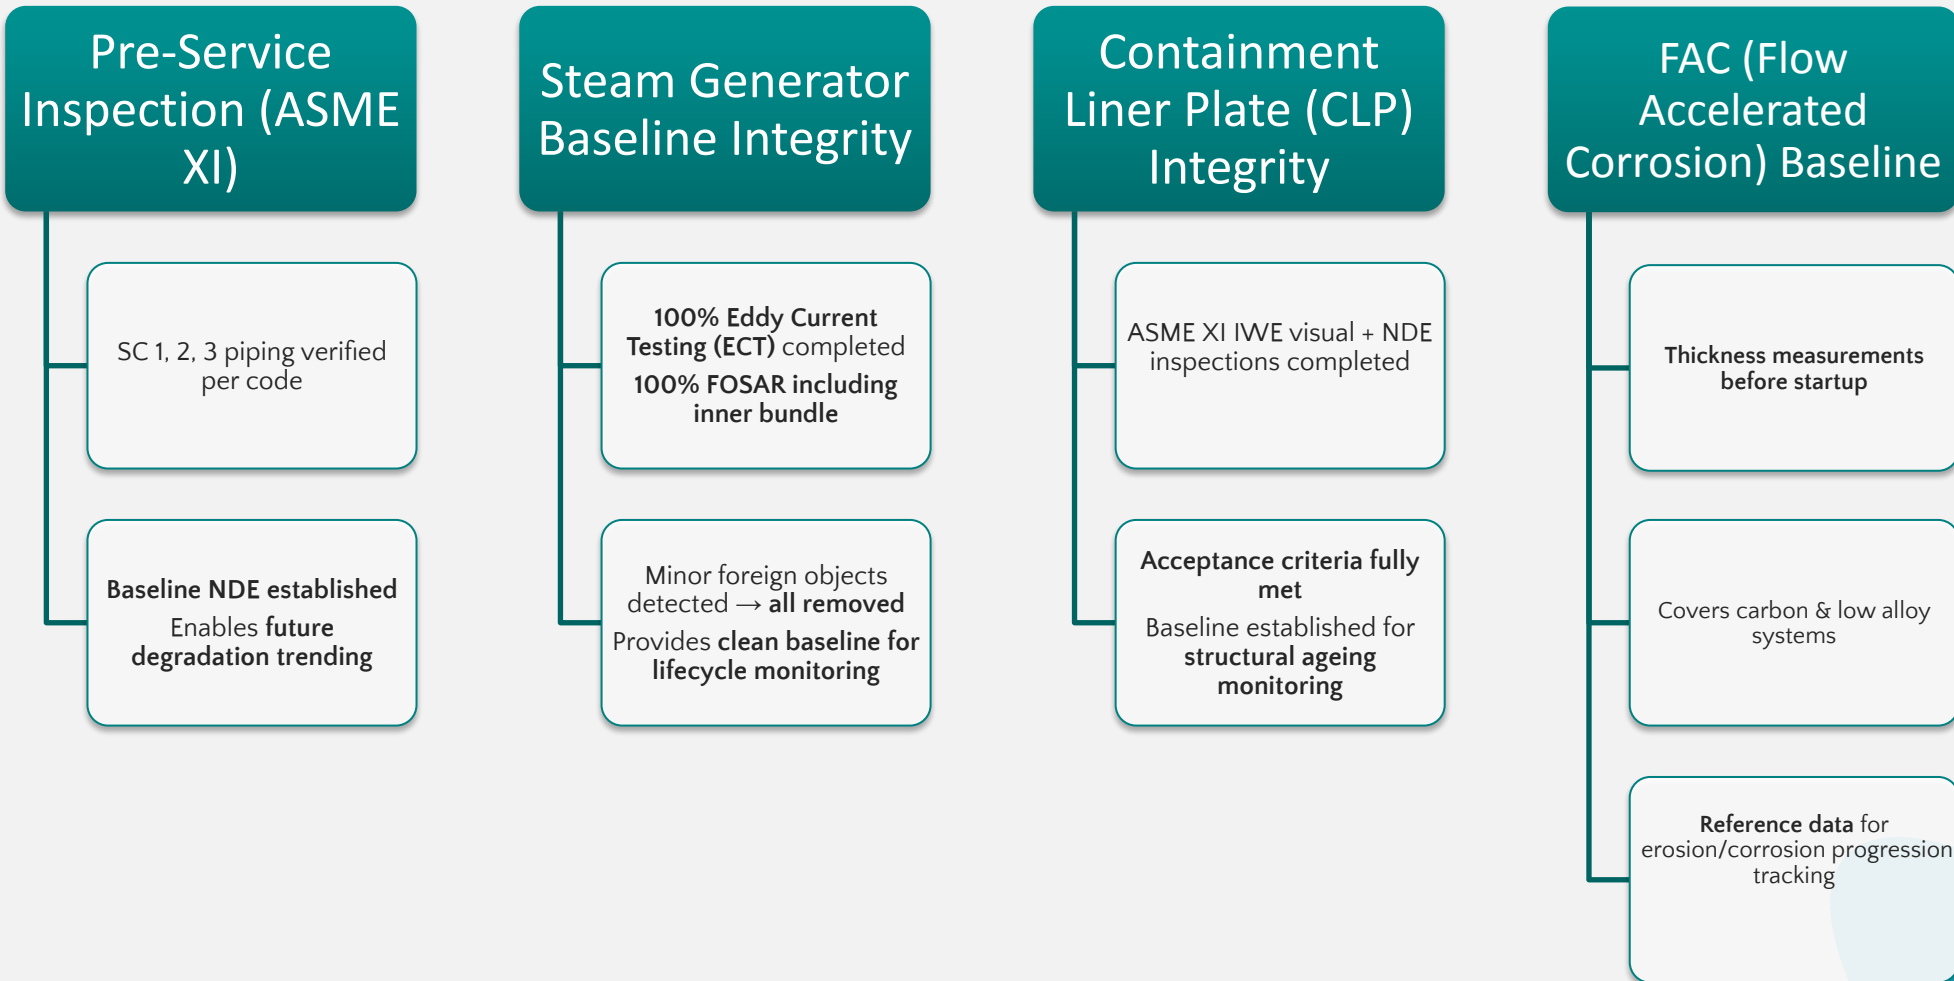 Pre-Service
Inspection (ASME
XI)
SC 1, 2, 3 piping verified
per code
Baseline NDE established
Enables future
degradation trending
Steam Generator
Baseline Integrity
100% Eddy Current
Testing (ECT) completed
100% FOSAR including
inner bundle
Minor foreign objects
detected → all removed
Provides clean baseline for
lifecycle monitoring
Containment
Liner Plate (CLP)
Integrity
ASME XI IWE visual + NDE
inspections completed
Acceptance criteria fully
met
Baseline established for
structural ageing
monitoring
FAC (Flow
Accelerated
Corrosion) Baseline
Thickness measurements
before startup
Covers carbon & low alloy
systems
Reference data for
erosion/corrosion progression
tracking